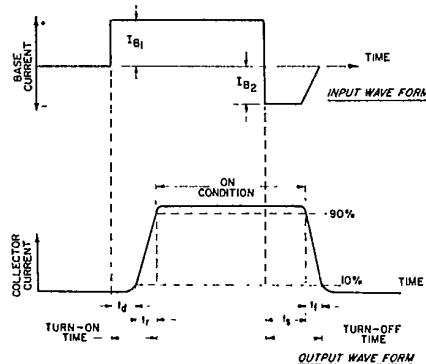 +
BASE
CURRENT
-
I B1
I B2
TIME
INPUT WAVE FORM
ON
CONDITION
90%
COLLECTOR
CURRENT
10%
TIME
td
tr
ts
tf
TURN-ON
TIME
TURN-OFF
TIME
OUTPUT WAVE FORM